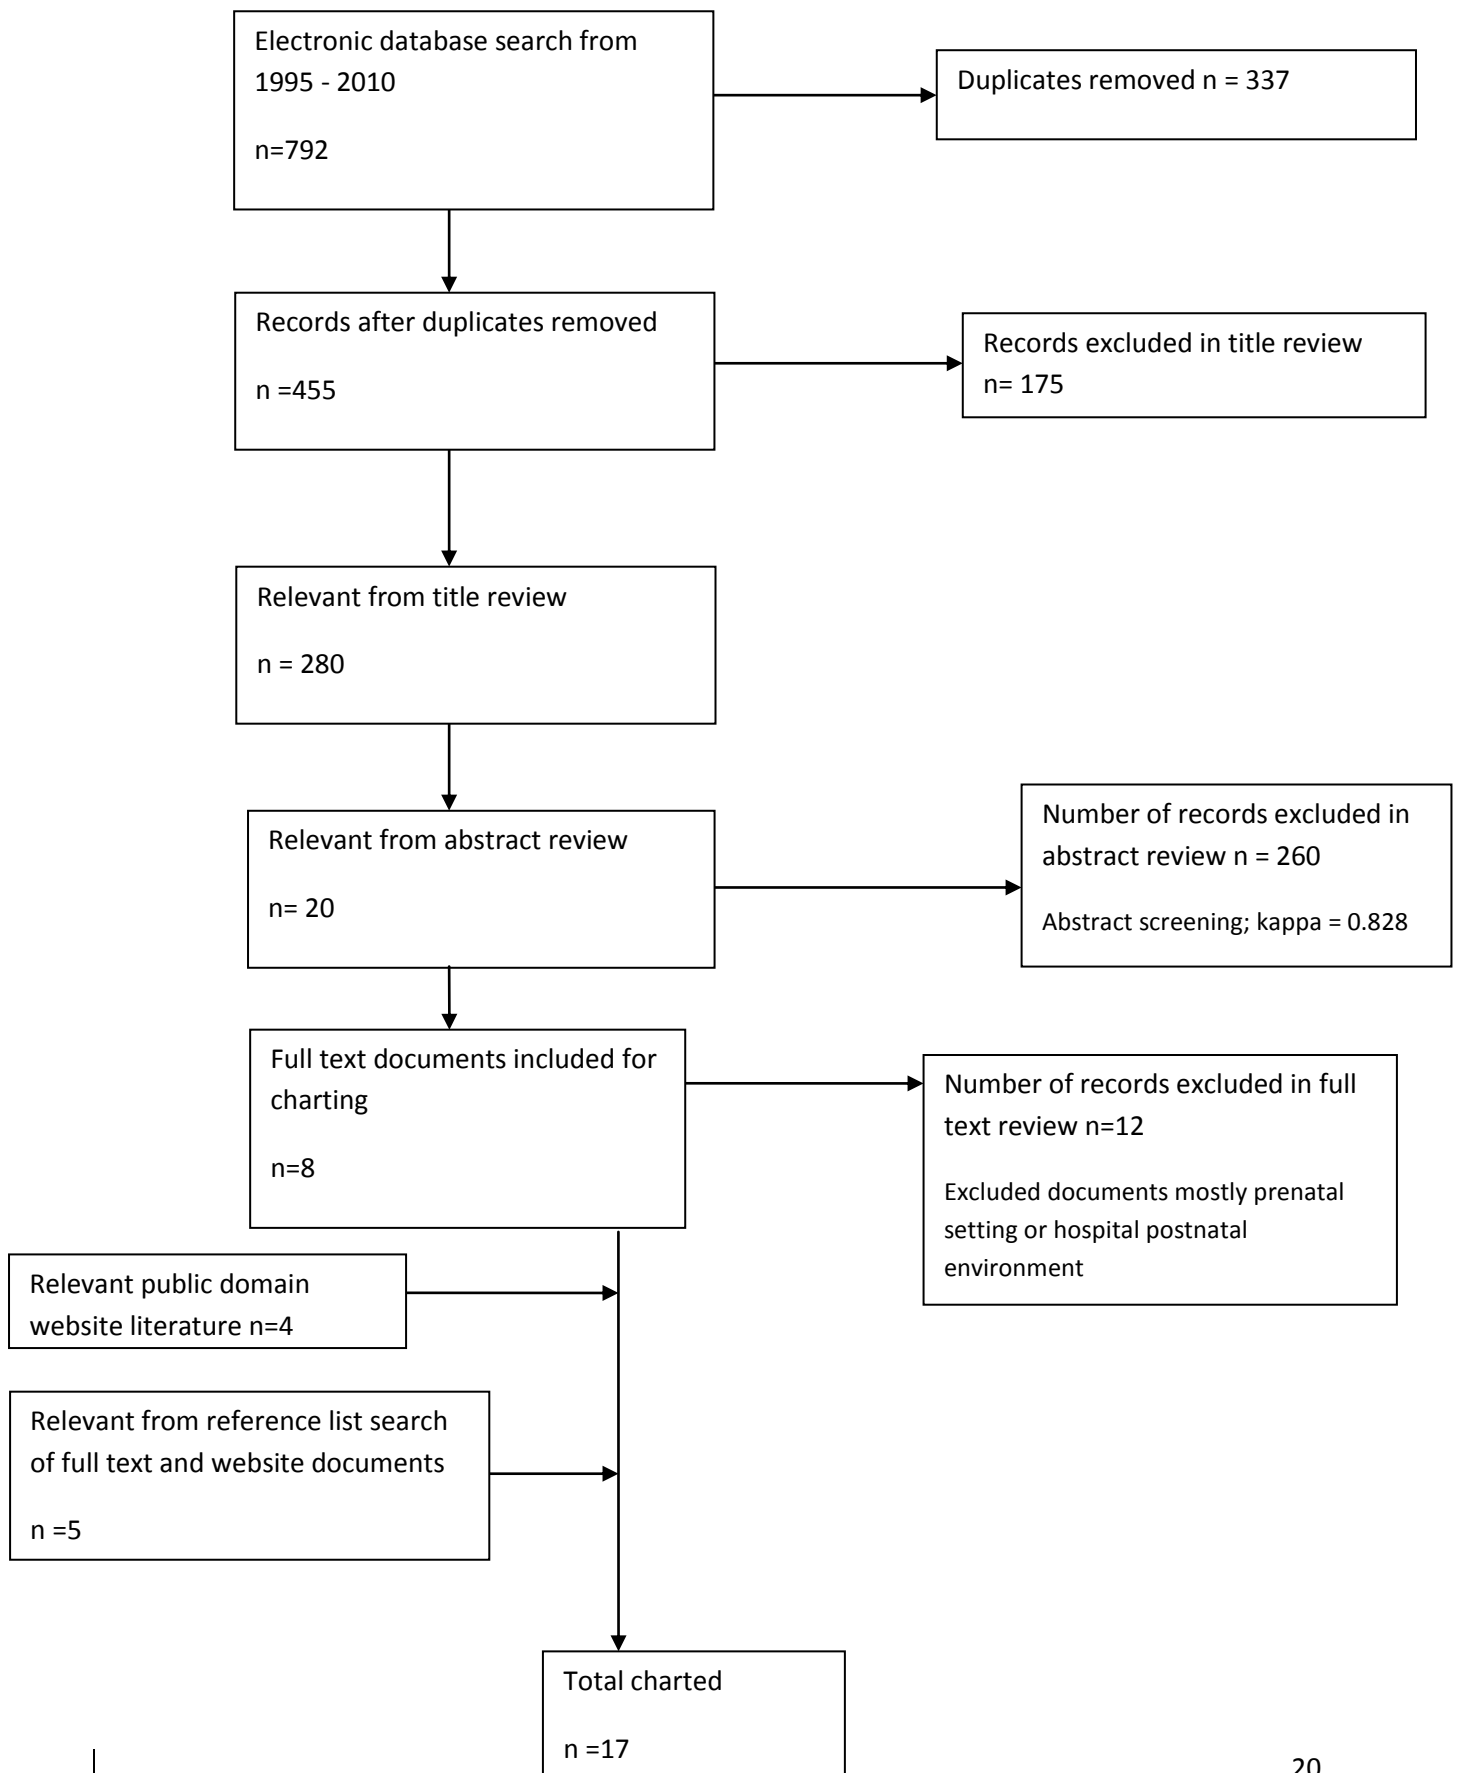 Electronic database search from
1995 - 2010
n=792
Duplicates removed n = 337
Records after duplicates removed
n =455
Records excluded in title review
n= 175
Relevant from title review
n = 280
Relevant from abstract review
n= 20
Number of records excluded in
abstract review n = 260
Abstract screening; kappa = 0.828
Full text documents included for
charting
n=8
Number of records excluded in full
text review n=12
Excluded documents mostly prenatal
setting or hospital postnatal
environment
Relevant public domain
website literature n=4
Relevant from reference list search
of full text and website documents
n =5
Total charted
n =17
20